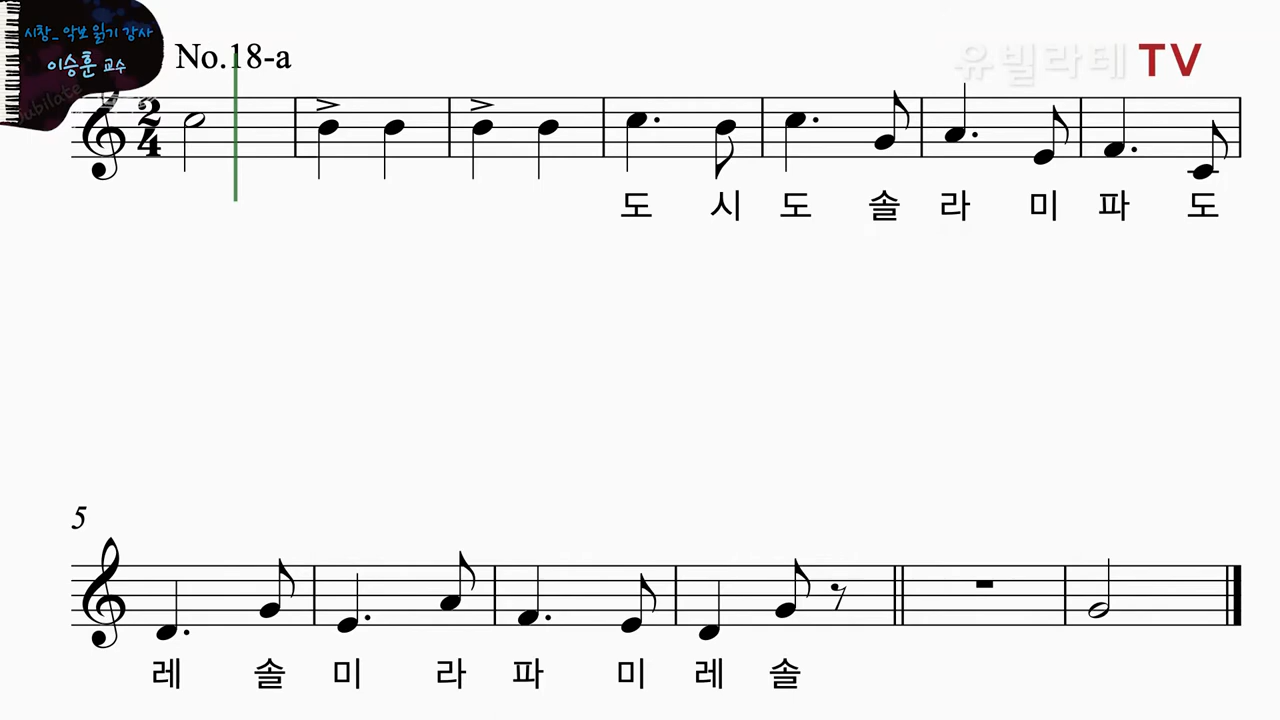 시창_악보 읽기 강사
이승훈 교수
Jubilate
No.18-a
유빌라테 TV
2
4
도 시 도 솔 라 미 파 도
5
레 솔 미 라 파 미 레 솔